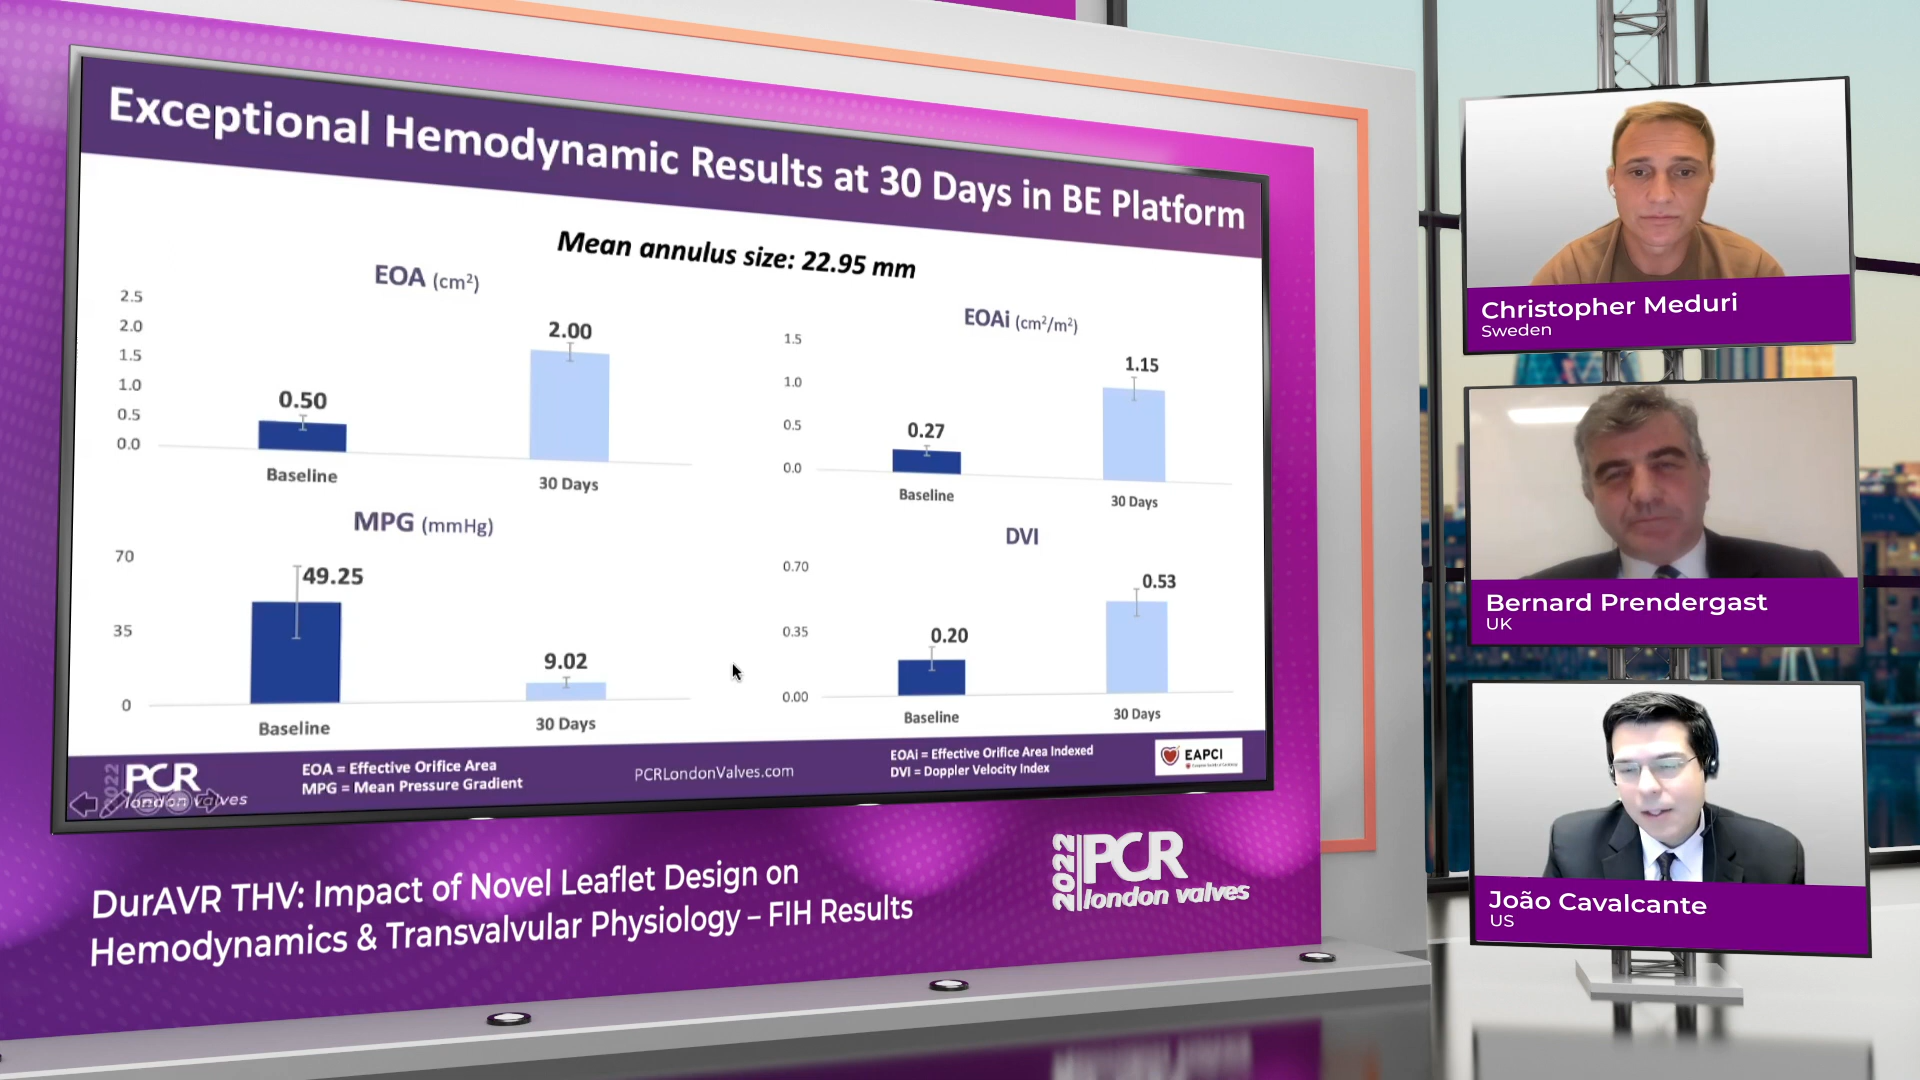 Exceptional Hemodynamic Results at 30 Days in BE Platform
Mean annulus size: 22.95 mm
EOA (cm²)
2.5
2.0
1.5
1.0
0.5
0.0
0.50
2.00
Baseline
30 Days
EOAi (cm²/m²)
1.5
1.0
0.5
0.0
0.27
1.15
Baseline
30 Days
MPG (mmHg)
70
35
0
49.25
9.02
Baseline
30 Days
DVI
0.70
0.35
0.00
0.20
0.53
Baseline
30 Days
2022 PCR
london valves
EOA = Effective Orifice Area
MPG = Mean Pressure Gradient
PCRLondonValves.com
EOAi = Effective Orifice Area Indexed
DVI = Doppler Velocity Index
EAPCI
DurAVR THV: Impact of Novel Leaflet Design on
Hemodynamics & Transvalvular Physiology – FIH Results
2022 PCR
london valves
Christopher Meduri
Sweden
Bernard Prendergast
UK
João Cavalcante
US